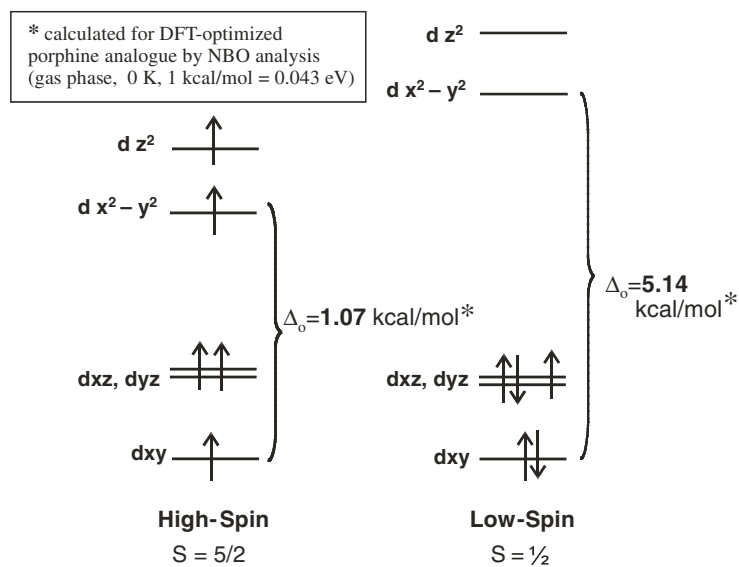 * calculated for DFT-optimized
porphine analogue by NBO analysis
(gas phase, 0 K, 1 kcal/mol = 0.043 eV)
d z²
d x² – y²
Δₒ=1.07 kcal/mol*
dxz, dyz
dxy
High-Spin
S = 5/2
d z²
d x² – y²
Δₒ=5.14
kcal/mol*
dxz, dyz
dxy
Low-Spin
S = ½